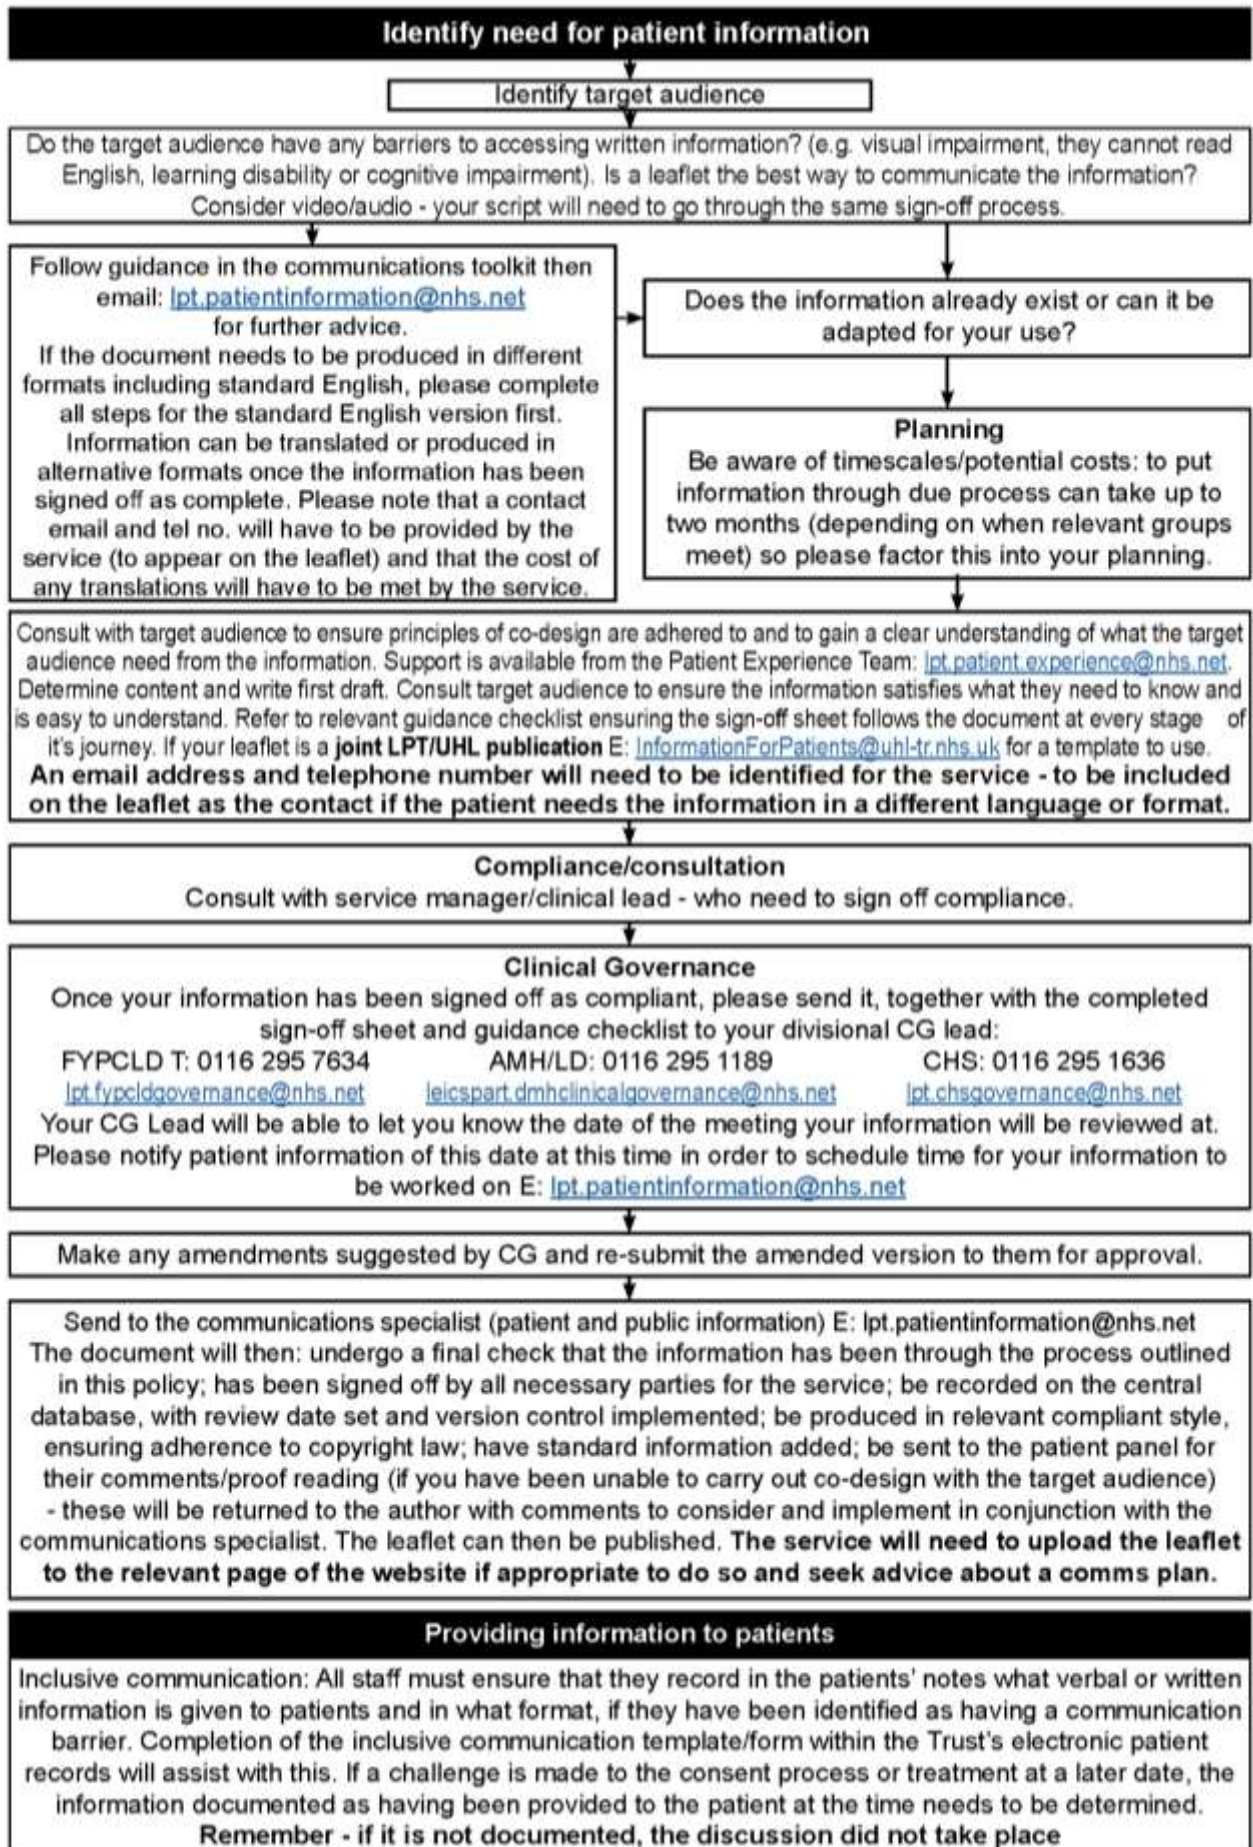 Identify need for patient information
Identify target audience
Do the target audience have any barriers to accessing written information? (e.g. visual impairment, they cannot read
English, learning disability or cognitive impairment). Is a leaflet the best way to communicate the information?
Consider video/audio - your script will need to go through the same sign-off process.
Follow guidance in the communications toolkit then
email: lpt.patientinformation@nhs.net
for further advice.
If the document needs to be produced in different
formats including standard English, please complete
all steps for the standard English version first.
Information can be translated or produced in
alternative formats once the information has been
signed off as complete. Please note that a contact
email and tel no. will have to be provided by the
service (to appear on the leaflet) and that the cost of
any translations will have to be met by the service.
Does the information already exist or can it be
adapted for your use?
Planning
Be aware of timescales/potential costs: to put
information through due process can take up to
two months (depending on when relevant groups
meet) so please factor this into your planning.
Consult with target audience to ensure principles of co-design are adhered to and to gain a clear understanding of what the target
audience need from the information. Support is available from the Patient Experience Team: lpt.patient.experience@nhs.net.
Determine content and write first draft. Consult target audience to ensure the information satisfies what they need to know and
is easy to understand. Refer to relevant guidance checklist ensuring the sign-off sheet follows the document at every stage of
it's journey. If your leaflet is a joint LPT/UHL publication E: InformationForPatients@uhl-tr.nhs.uk for a template to use.
An email address and telephone number will need to be identified for the service - to be included
on the leaflet as the contact if the patient needs the information in a different language or format.
Compliance/consultation
Consult with service manager/clinical lead - who need to sign off compliance.
Clinical Governance
Once your information has been signed off as compliant, please send it, together with the completed
sign-off sheet and guidance checklist to your divisional CG lead:
FYPCLD T: 0116 295 7634 AMH/LD: 0116 295 1189 CHS: 0116 295 1636
lpt.fypcldgovernance@nhs.net leicspart.dmhclinicalgovernance@nhs.net lpt.chsgovernance@nhs.net
Your CG Lead will be able to let you know the date of the meeting your information will be reviewed at.
Please notify patient information of this date at this time in order to schedule time for your information to
be worked on E: lpt.patientinformation@nhs.net
Make any amendments suggested by CG and re-submit the amended version to them for approval.
Send to the communications specialist (patient and public information) E: lpt.patientinformation@nhs.net
The document will then: undergo a final check that the information has been through the process outlined
in this policy; has been signed off by all necessary parties for the service; be recorded on the central
database, with review date set and version control implemented; be produced in relevant compliant style,
ensuring adherence to copyright law; have standard information added; be sent to the patient panel for
their comments/proof reading (if you have been unable to carry out co-design with the target audience)
- these will be returned to the author with comments to consider and implement in conjunction with the
communications specialist. The leaflet can then be published. The service will need to upload the leaflet
to the relevant page of the website if appropriate to do so and seek advice about a comms plan.
Providing information to patients
Inclusive communication: All staff must ensure that they record in the patients' notes what verbal or written
information is given to patients and in what format, if they have been identified as having a communication
barrier. Completion of the inclusive communication template/form within the Trust's electronic patient
records will assist with this. If a challenge is made to the consent process or treatment at a later date, the
information documented as having been provided to the patient at the time needs to be determined.
Remember - if it is not documented, the discussion did not take place